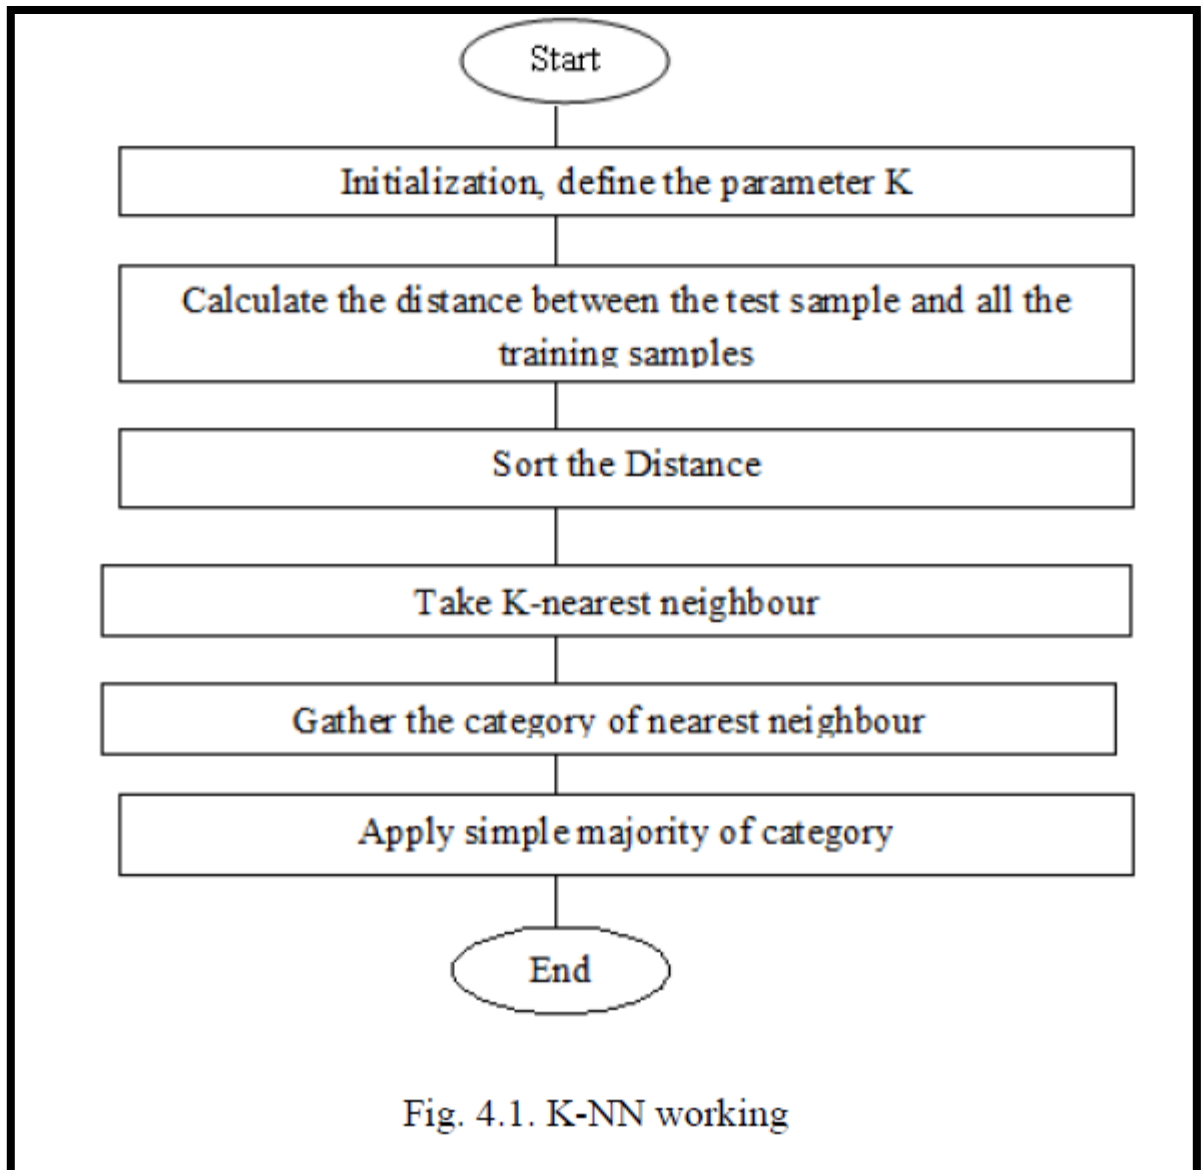 Start
Initialization, define the parameter K
Calculate the distance between the test sample and all the
training samples
Sort the Distance
Take K-nearest neighbour
Gather the category of nearest neighbour
Apply simple majority of category
End
Fig. 4.1. K-NN working